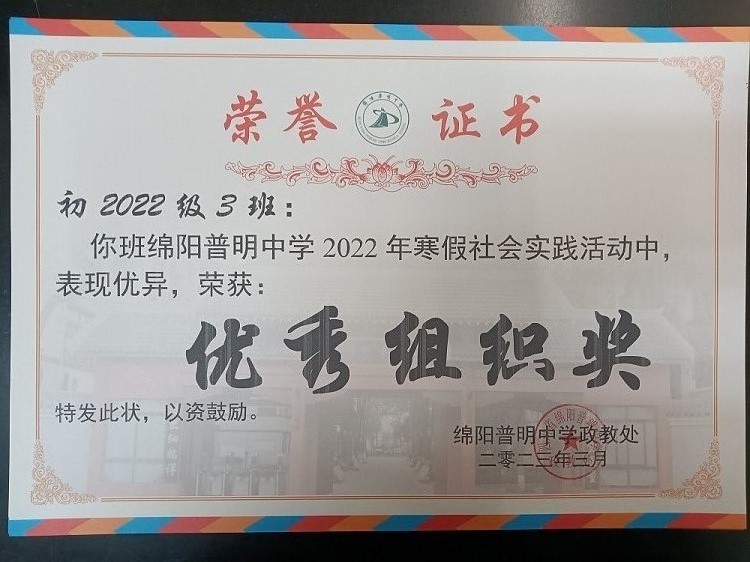 荣誉证书
初2022级3班：
你班绵阳普明中学2022年寒假社会实践活动中，
表现优异，荣获：
优秀组织奖
特发此状，以资鼓励。
绵阳普明中学政教处
二零二三年三月